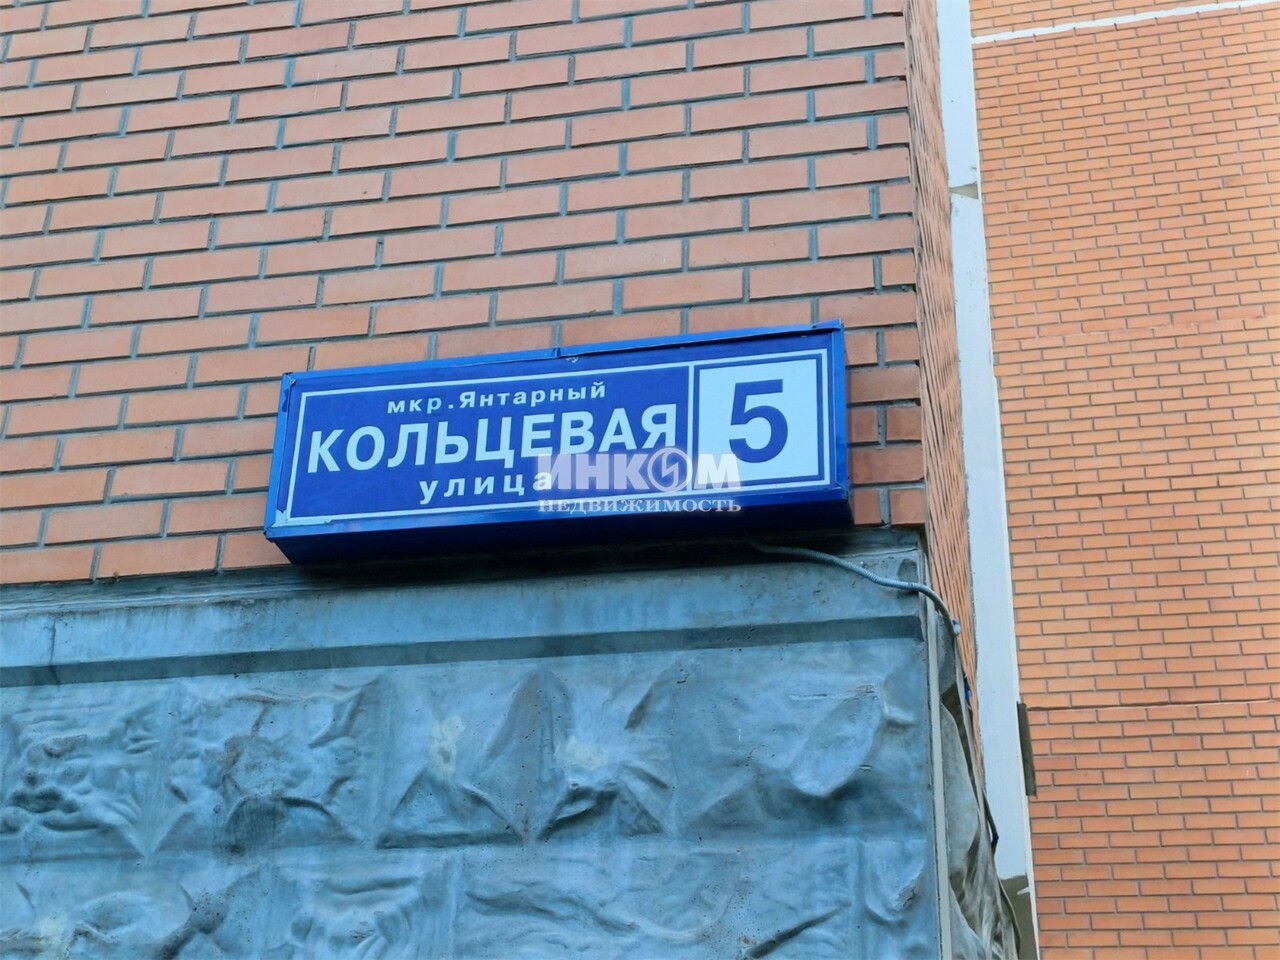 мкр.Янтарный
КОЛЬЦЕВАЯ
улица
5
ИНКОМ
НЕДВИЖИМОСТЬ